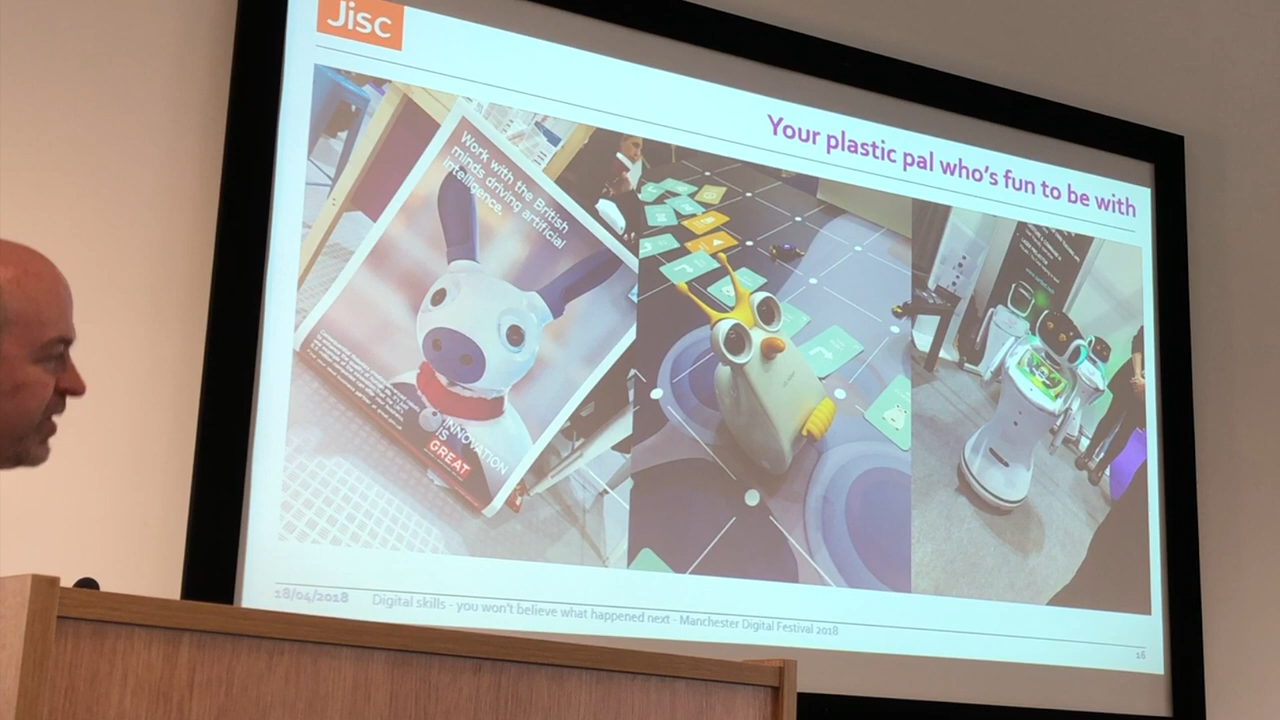 Jisc
Your plastic pal who's fun to be with
Work with the British
minds driving artificial
intelligence.
INNOVATION
IS
GREAT
18/04/2018
Digital skills - you won't believe what happened next - Manchester Digital Festival 2018
16